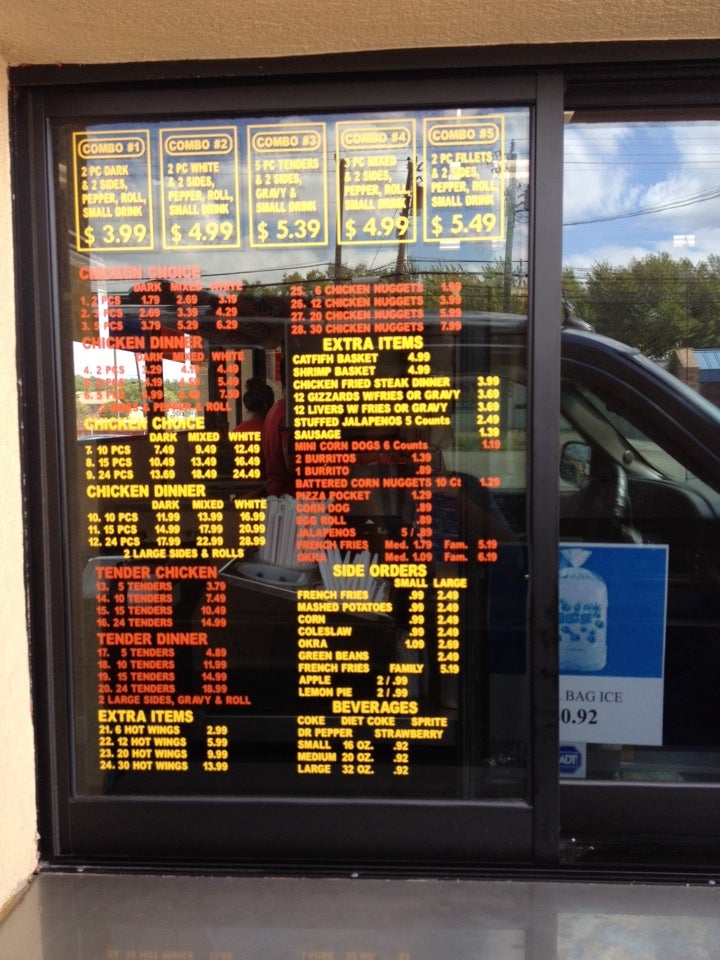 COMBO #1
2 PC DARK
& 2 SIDES,
PEPPER, ROLL,
SMALL DRINK
$ 3.99
COMBO #2
2 PC WHITE
& 2 SIDES,
PEPPER, ROLL,
SMALL DRINK
$ 4.99
COMBO #3
5 PC TENDERS
& 2 SIDES,
GRAVY &
SMALL DRINK
$ 5.39
COMBO #4
3 PC MIXED
& 2 SIDES,
PEPPER, ROLL,
SMALL DRINK
$ 4.99
COMBO #5
2 PC FILLETS
& 2 SIDES,
PEPPER, ROLL,
SMALL DRINK
$ 5.49
CHICKEN CHOICE
DARK MIXED WHITE
1. 2 PCS 1.79 2.69 3.19
2. PCS 2.69 3.39 4.29
3. 5 PCS 3.79 5.29 6.29
CHICKEN DINNER
DARK MIXED WHITE
4. 2 PCS 3.29 4.49
6. 5 PCS
& PEPPER & ROLL
CHICKEN CHOICE
DARK MIXED WHITE
7. 10 PCS 7.49 9.49 12.49
8. 15 PCS 10.49 13.49 16.49
9. 24 PCS 13.69 18.49 24.49
CHICKEN DINNER
DARK MIXED WHITE
10. 10 PCS 11.99 13.99 16.99
11. 15 PCS 14.99 17.99 20.99
12. 24 PCS 17.99 22.99 28.99
2 LARGE SIDES & ROLLS
TENDER CHICKEN
13. 5 TENDERS 3.79
14. 10 TENDERS 7.49
15. 15 TENDERS 10.49
16. 24 TENDERS 14.99
TENDER DINNER
17. 5 TENDERS 4.89
18. 10 TENDERS 11.99
19. 15 TENDERS 14.99
20. 24 TENDERS 18.99
2 LARGE SIDES, GRAVY & ROLL
EXTRA ITEMS
21. 6 HOT WINGS 2.99
22. 12 HOT WINGS 5.99
23. 20 HOT WINGS 9.99
24. 30 HOT WINGS 13.99
25. 6 CHICKEN NUGGETS 1.99
26. 12 CHICKEN NUGGETS 3.99
27. 20 CHICKEN NUGGETS 5.99
28. 30 CHICKEN NUGGETS 7.99
EXTRA ITEMS
CATFIFH BASKET 4.99
SHRIMP BASKET 4.99
CHICKEN FRIED STEAK DINNER 3.99
12 GIZZARDS W/FRIES OR GRAVY 3.69
12 LIVERS W FRIES OR GRAVY 3.69
STUFFED JALAPENOS 5 Counts 2.49
SAUSAGE 1.39
MINI CORN DOGS 6 Counts 1.19
2 BURRITOS 1.39
1 BURRITO .89
BATTERED CORN NUGGETS 10 Ct 1.29
PIZZA POCKET 1.29
CORN DOG .89
EGG ROLL .89
JALAPENOS 5 / .89
FRENCH FRIES Med. 1.79 Fam. 5.19
OKRA Med. 1.09 Fam. 6.19
SIDE ORDERS
SMALL LARGE
FRENCH FRIES .99 2.49
MASHED POTATOES .99 2.49
CORN .99 2.49
COLESLAW .99 2.49
OKRA 1.09 2.69
GREEN BEANS 2.49
FRENCH FRIES FAMILY 5.19
APPLE 2 / .99
LEMON PIE 2 / .99
BEVERAGES
COKE DIET COKE SPRITE
DR PEPPER STRAWBERRY
SMALL 16 OZ. .92
MEDIUM 20 OZ. .92
LARGE 32 OZ. .92
ICE
BAG ICE
0.92
ADT